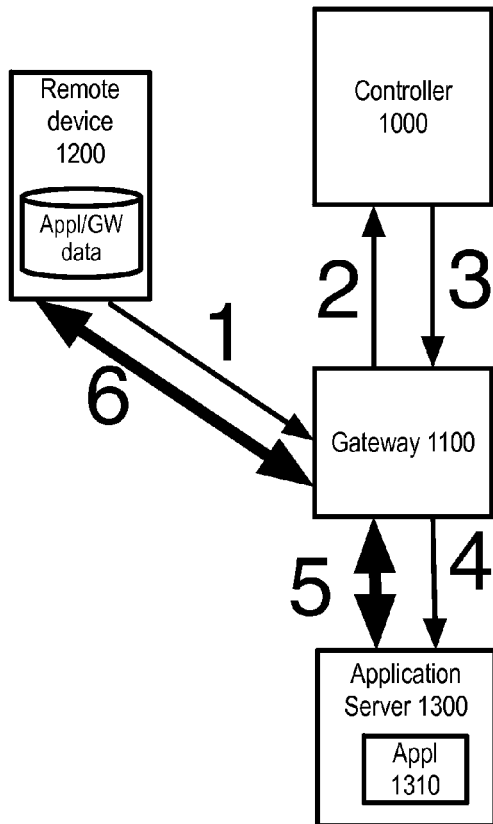 Remote
device
1200
Appl/GW
data
Controller
1000
1
2
3
6
Gateway 1100
5
4
Application
Server 1300
Appl
1310